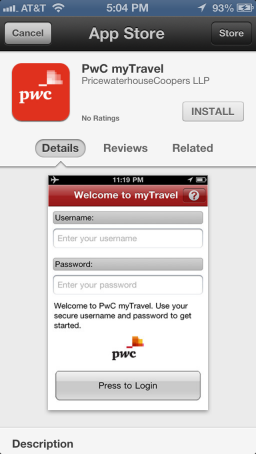 AT&T 5:04 PM 93%
Cancel App Store Store
pwc
PwC myTravel
PricewaterhouseCoopers LLP
No Ratings
INSTALL
Details Reviews Related
11:19 PM
Welcome to myTravel ?
Username:
Enter your username
Password:
Enter your password
Welcome to PwC myTravel. Use your
secure username and password to get
started.
pwc
Press to Login
Description